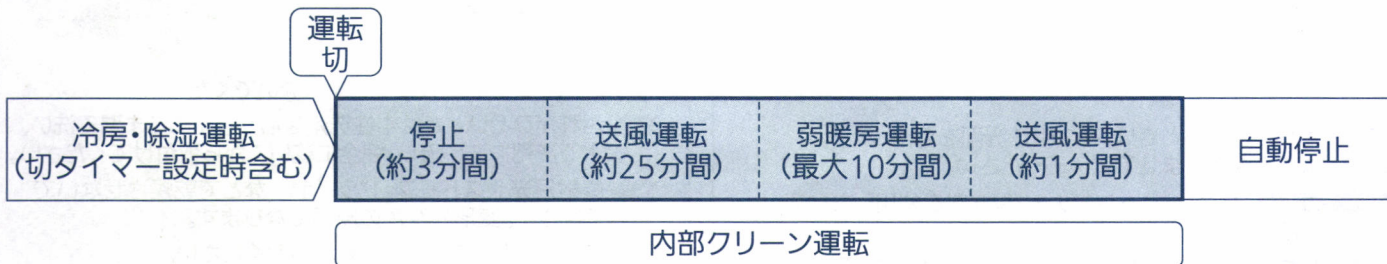 運転
切
冷房・除湿運転
(切タイマー設定時含む)
停止
(約3分間)
送風運転
(約25分間)
弱暖房運転
(最大10分間)
送風運転
(約1分間)
自動停止
内部クリーン運転